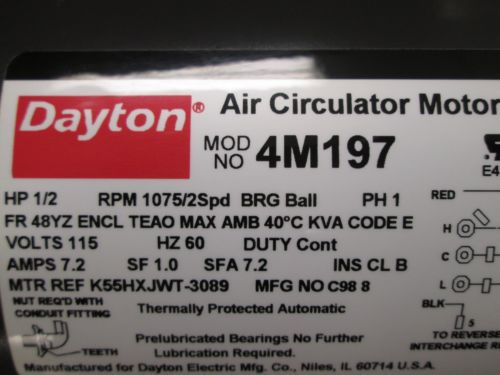 Dayton® Air Circulator Motor
MOD NO 4M197
HP 1/2 RPM 1075/2Spd BRG Ball PH 1
FR 48YZ ENCL TEAO MAX AMB 40°C KVA CODE E
VOLTS 115 HZ 60 DUTY Cont
AMPS 7.2 SF 1.0 SFA 7.2 INS CL B
MTR REF K55HXJWT-3089 MFG NO C98 8
NUT REQ'D WITH
CONDUIT FITTING
Thermally Protected Automatic
TEETH
Prelubricated Bearings No Further
Lubrication Required.
Manufactured for Dayton Electric Mfg. Co., Niles, IL 60714 U.S.A.
E4
RED
H
C
L
BLK
5
TO REVERSE
INTERCHANGE